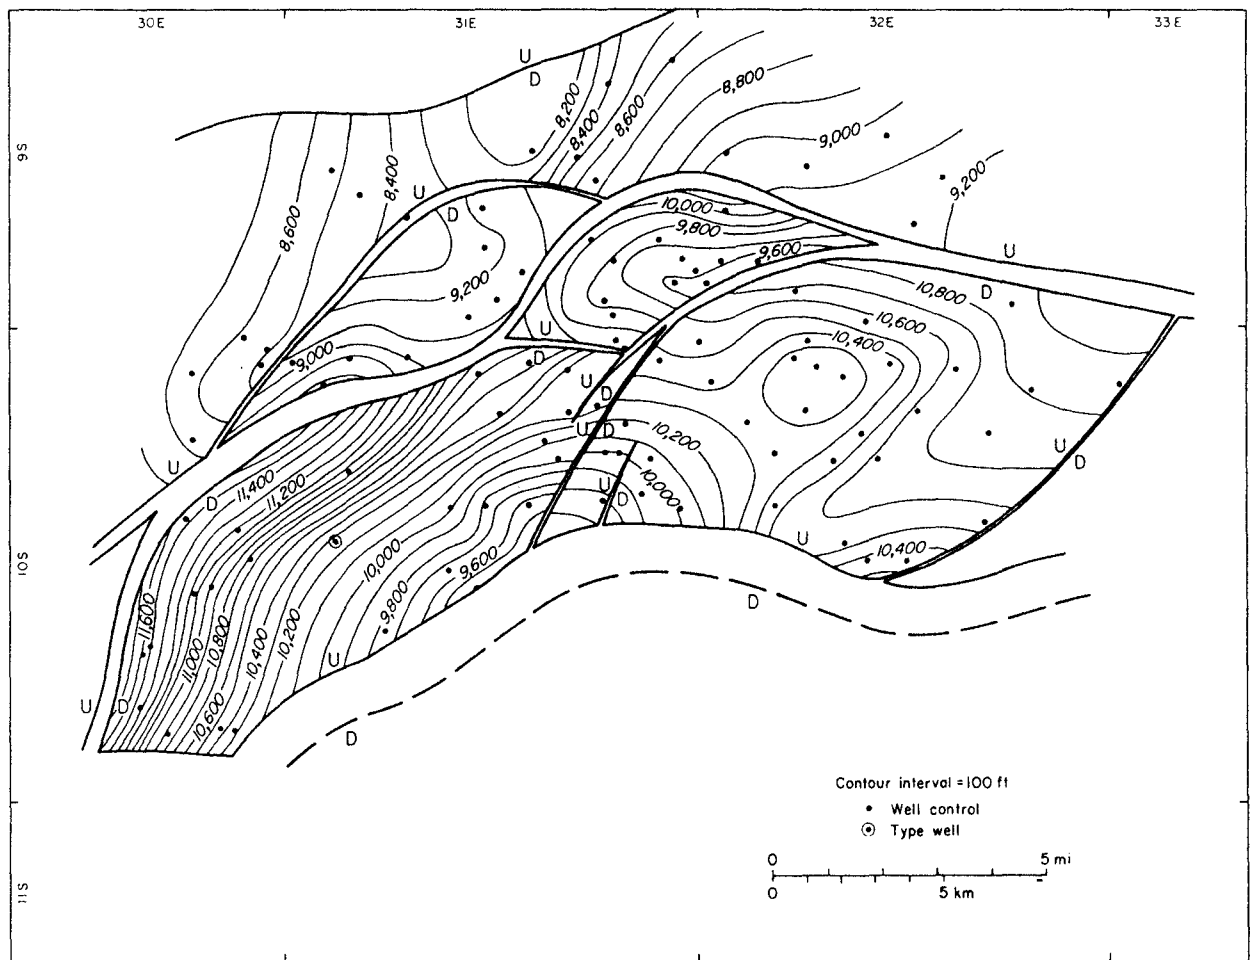 30E 31E 32E 33E
U
D
8,200
8,400
8,600
8,800
9,000
9,200
9S
8,600
8,400
U
D
10,000
9,800
9,600
U
D
9,200
9,000
U
D
10,800
10,600
10,400
U
D
U
D
U
D
10,200
10,000
U
D
U
D
U
D
11,400
11,200
10S
10,000
9,600
9,800
U
10,400
D
11,600
11,000
10,800
10,400
10,200
10,600
U
U
D
D
Contour interval = 100 ft
Well control
Type well
0 5 mi
0 5 km
11S